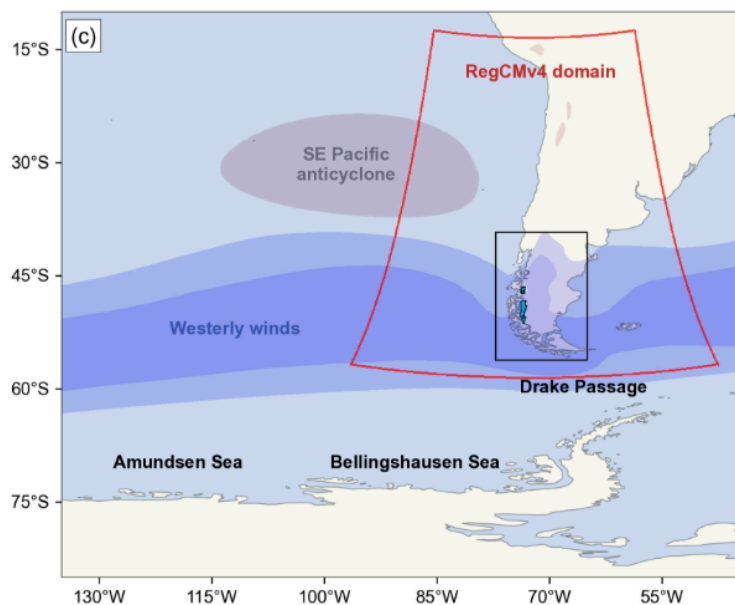 (c)
15°S
RegCMv4 domain
30°S
SE Pacific
anticyclone
45°S
Westerly winds
60°S
Drake Passage
Amundsen Sea
Bellingshausen Sea
75°S
130°W
115°W
100°W
85°W
70°W
55°W